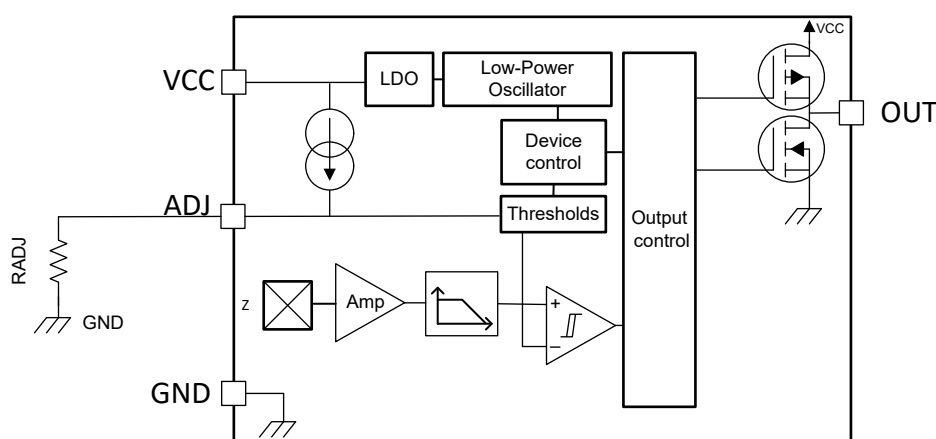 VCC
VCC
LDO
Low-Power
Oscillator
OUT
Device
control
ADJ
Thresholds
Output
control
RADJ
Z
Amp
+
−
GND
GND